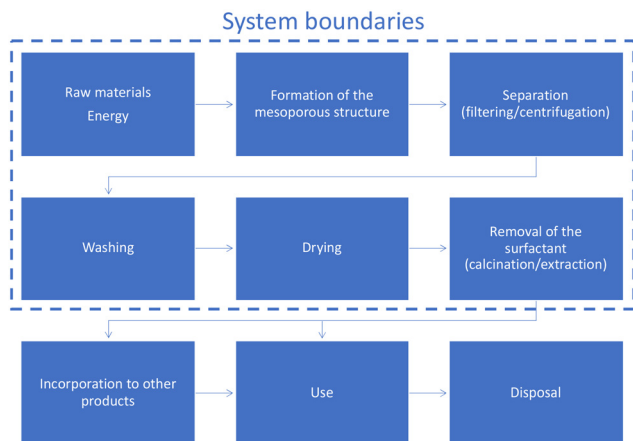 System boundaries
Raw materials
Energy
Formation of the
mesoporous structure
Separation
(filtering/centrifugation)
Washing
Drying
Removal of the
surfactant
(calcination/extraction)
Incorporation to other
products
Use
Disposal